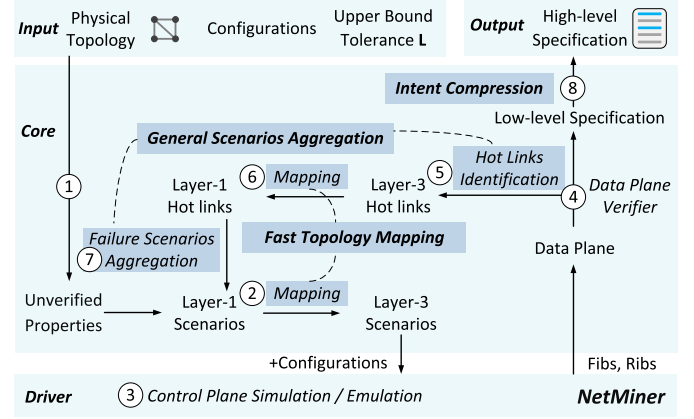 Input
Physical
Topology
Configurations
Upper Bound
Tolerance L
Output
High-level
Specification
Core
Intent Compression
8
Low-level Specification
General Scenarios Aggregation
1
6
Mapping
Layer-1
Hot links
5
Hot Links
Identification
Layer-3
Hot links
4
Data Plane
Verifier
Failure Scenarios
7 Aggregation
Fast Topology Mapping
Data Plane
2
Mapping
Unverified
Properties
Layer-1
Scenarios
Layer-3
Scenarios
+Configurations
Fibs, Ribs
Driver
3 Control Plane Simulation / Emulation
NetMiner